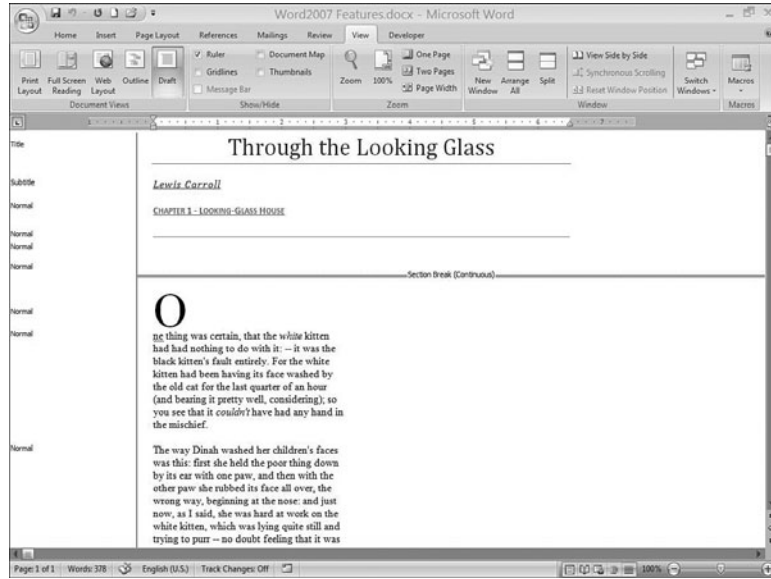 Word2007 Features.docx - Microsoft Word
Home Insert Page Layout References Mailings Review View Developer
Print Layout
Full Screen Reading
Web Layout
Outline
Draft
Document Views
Ruler
Gridlines
Message Bar
Document Map
Thumbnails
Show/Hide
Zoom
100%
One Page
Two Pages
Page Width
Zoom
New Window
Arrange All
Split
View Side by Side
Synchronous Scrolling
Reset Window Position
Switch Windows
Window
Macros
Macros
Title
Through the Looking Glass
Subtitle
Lewis Carroll
Normal
CHAPTER 1 - LOOKING-GLASS HOUSE
Normal
Normal
Normal
Section Break (Continuous)
Normal
O
Normal
ne thing was certain, that the white kitten
had had nothing to do with it: -- it was the
black kitten's fault entirely. For the white
kitten had been having its face washed by
the old cat for the last quarter of an hour
(and bearing it pretty well, considering); so
you see that it couldn't have had any hand in
the mischief.
Normal
The way Dinah washed her children's faces
was this: first she held the poor thing down
by its ear with one paw, and then with the
other paw she rubbed its face all over, the
wrong way, beginning at the nose: and just
now, as I said, she was hard at work on the
white kitten, which was lying quite still and
trying to purr -- no doubt feeling that it was
Page: 1 of 1 Words: 378 English (U.S.) Track Changes: Off 100%